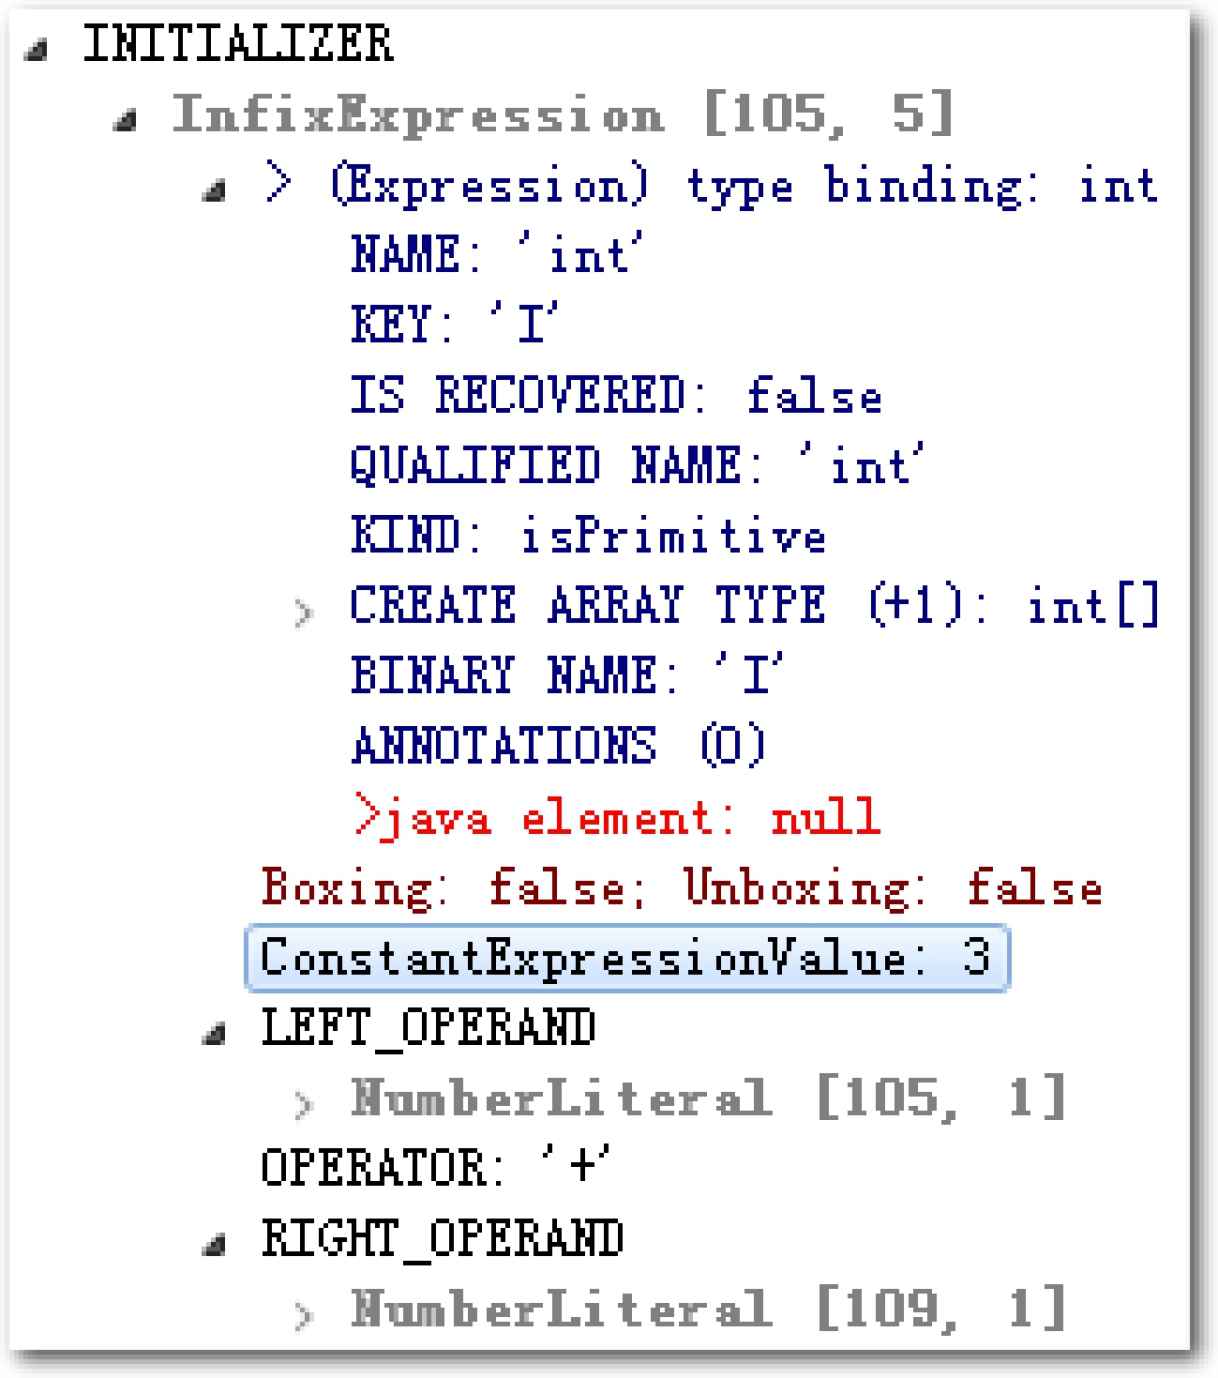 INITIALIZER
InfixExpression [105, 5]
> (Expression) type binding: int
NAME: 'int'
KEY: 'I'
IS RECOVERED: false
QUALIFIED NAME: 'int'
KIND: isPrimitive
CREATE ARRAY TYPE (+1): int[]
BINARY NAME: 'I'
ANNOTATIONS (0)
>java element: null
Boxing: false; Unboxing: false
ConstantExpressionValue: 3
LEFT_OPERAND
NumberLiteral [105, 1]
OPERATOR: '+'
RIGHT_OPERAND
NumberLiteral [109, 1]